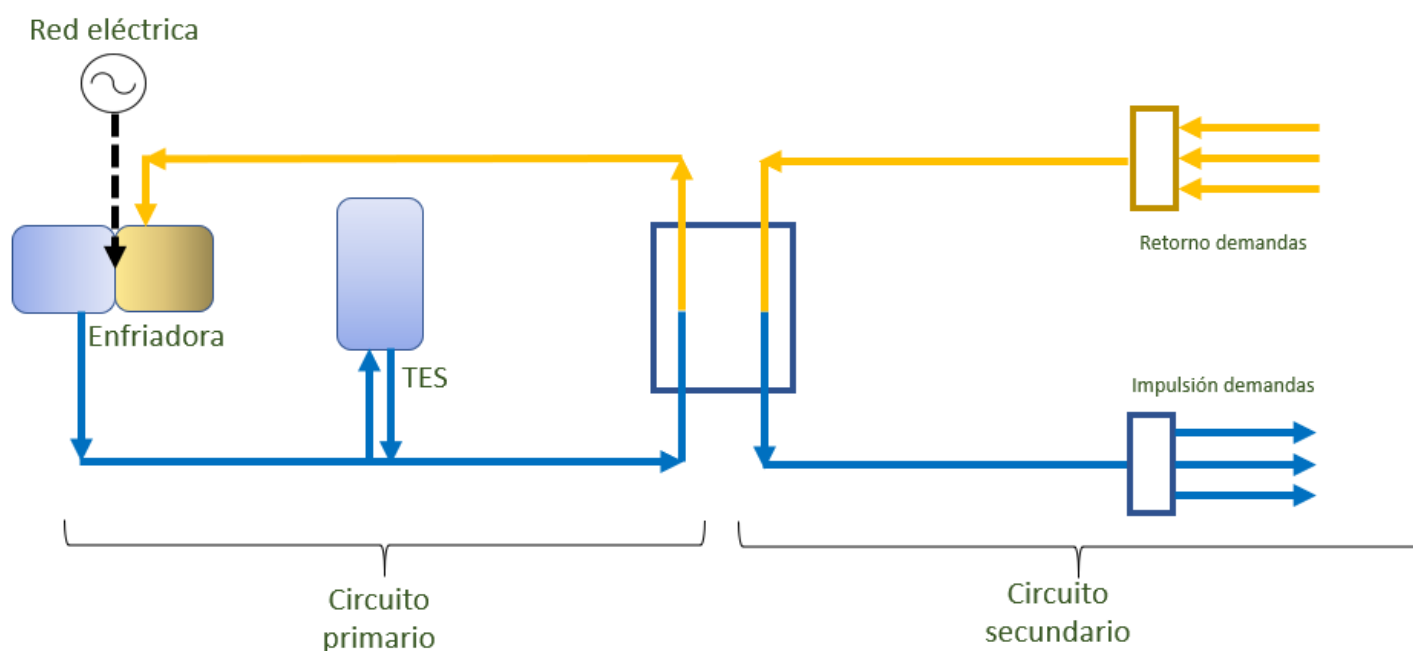 Red eléctrica
Retorno demandas
Enfriadora
TES
Impulsión demandas
Circuito
primario
Circuito
secundario